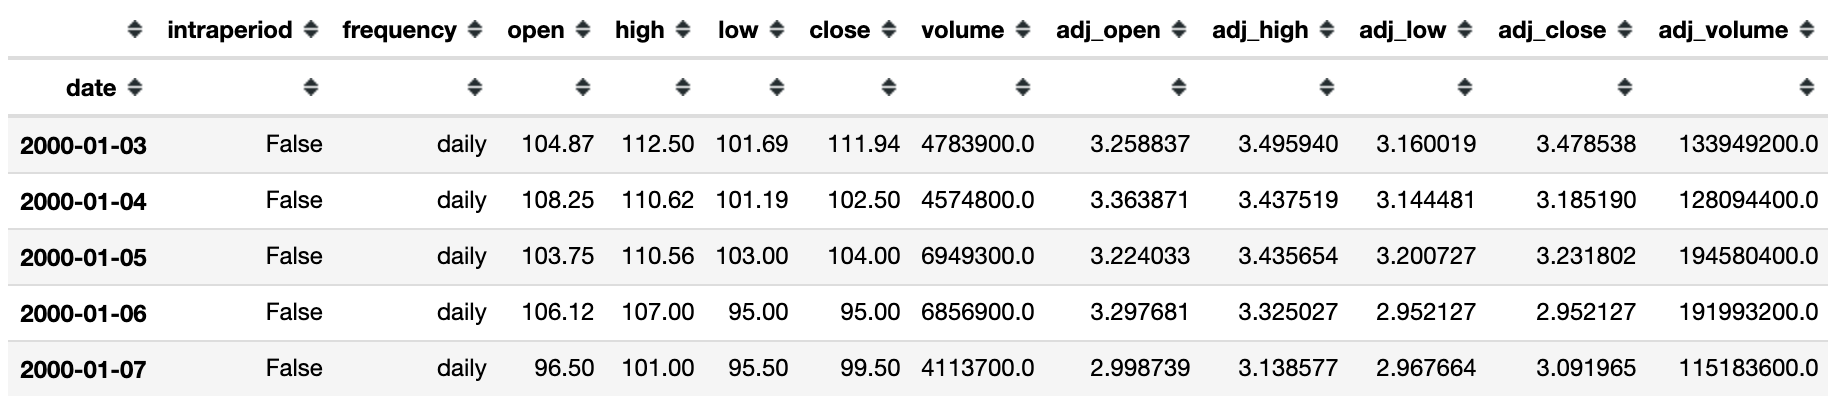 intraperiod frequency open high low close volume adj_open adj_high adj_low adj_close adj_volume
date
2000-01-03 False daily 104.87 112.50 101.69 111.94 4783900.0 3.258837 3.495940 3.160019 3.478538 133949200.0
2000-01-04 False daily 108.25 110.62 101.19 102.50 4574800.0 3.363871 3.437519 3.144481 3.185190 128094400.0
2000-01-05 False daily 103.75 110.56 103.00 104.00 6949300.0 3.224033 3.435654 3.200727 3.231802 194580400.0
2000-01-06 False daily 106.12 107.00 95.00 95.00 6856900.0 3.297681 3.325027 2.952127 2.952127 191993200.0
2000-01-07 False daily 96.50 101.00 95.50 99.50 4113700.0 2.998739 3.138577 2.967664 3.091965 115183600.0